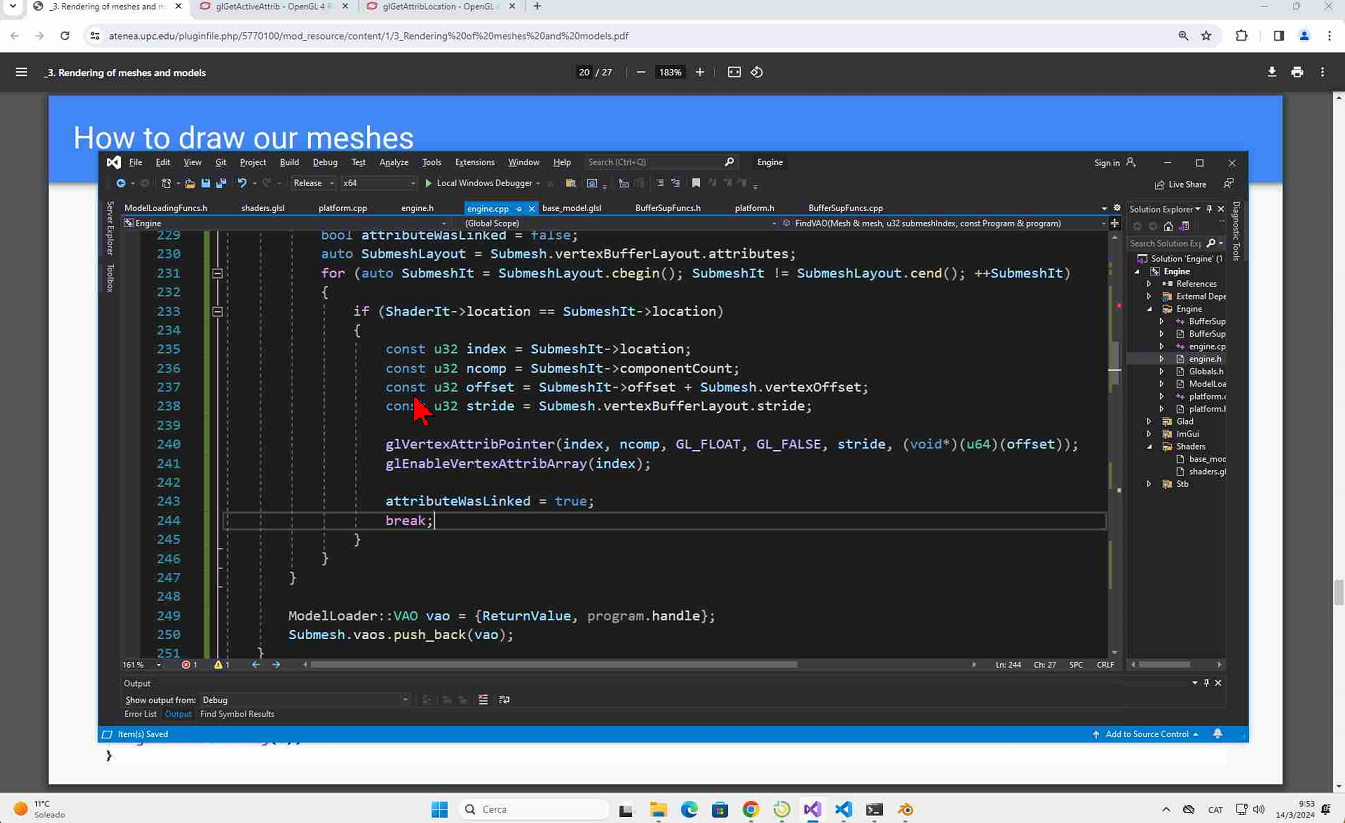 _3. Rendering of meshes and m
glGetActiveAttrib - OpenGL 4 R
glGetAttribLocation - OpenGL
atenea.upc.edu/pluginfile.php/5770100/mod_resource/content/1/3_Rendering%20of%20meshes%20and%20models.pdf
_3. Rendering of meshes and models
20 / 27
183%
How to draw our meshes
File Edit View Git Project Build Debug Test Analyze Tools Extensions Window Help Search (Ctrl+Q) Engine Sign in
Release x64 Local Windows Debugger Live Share
ModelLoadingFuncs.h shaders.glsl platform.cpp engine.h engine.cpp base_model.glsl BufferSupFuncs.h platform.h BufferSupFuncs.cpp
Engine (Global Scope) FindVAO(Mesh & mesh, u32 submeshIndex, const Program & program)
Server Explorer
Toolbox
229 bool attributeWasLinked = false;
230 auto SubmeshLayout = Submesh.vertexBufferLayout.attributes;
231 for (auto SubmeshIt = SubmeshLayout.cbegin(); SubmeshIt != SubmeshLayout.cend(); ++SubmeshIt)
232 {
233 if (ShaderIt->location == SubmeshIt->location)
234 {
235 const u32 index = SubmeshIt->location;
236 const u32 ncomp = SubmeshIt->componentCount;
237 const u32 offset = SubmeshIt->offset + Submesh.vertexOffset;
238 const u32 stride = Submesh.vertexBufferLayout.stride;
239
240 glVertexAttribPointer(index, ncomp, GL_FLOAT, GL_FALSE, stride, (void*)(u64)(offset));
241 glEnableVertexAttribArray(index);
242
243 attributeWasLinked = true;
244 break;
245 }
246 }
247 }
248
249 ModelLoader::VAO vao = {ReturnValue, program.handle};
250 Submesh.vaos.push_back(vao);
251 }
161 % 1 1 Ln: 244 Ch: 27 SPC CRLF
Solution Explorer
Search Solution Exp
Solution 'Engine' (1
Engine
References
External Depe
Engine
BufferSup
BufferSup
engine.cp
engine.h
Globals.h
ModelLoa
platform.c
platform.h
Glad
ImGui
Shaders
base_mod
shaders.gl
Stb
Diagnostic Tools
Output
Show output from: Debug
Error List Output Find Symbol Results
Item(s) Saved Add to Source Control
}
11°C
Soleado
Cerca
CAT
9:53
14/3/2024